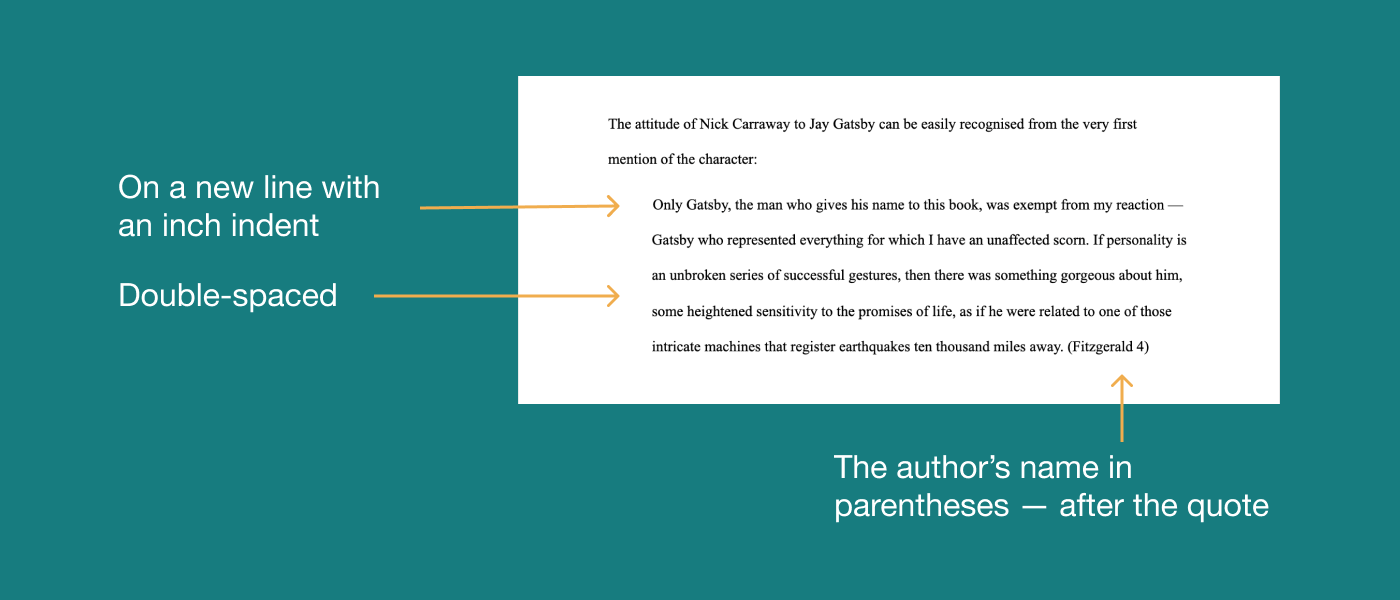 The attitude of Nick Carraway to Jay Gatsby can be easily recognised from the very first
mention of the character:
On a new line with
an inch indent
Only Gatsby, the man who gives his name to this book, was exempt from my reaction —
Gatsby who represented everything for which I have an unaffected scorn. If personality is
an unbroken series of successful gestures, then there was something gorgeous about him,
some heightened sensitivity to the promises of life, as if he were related to one of those
intricate machines that register earthquakes ten thousand miles away. (Fitzgerald 4)
Double-spaced
The author’s name in
parentheses — after the quote